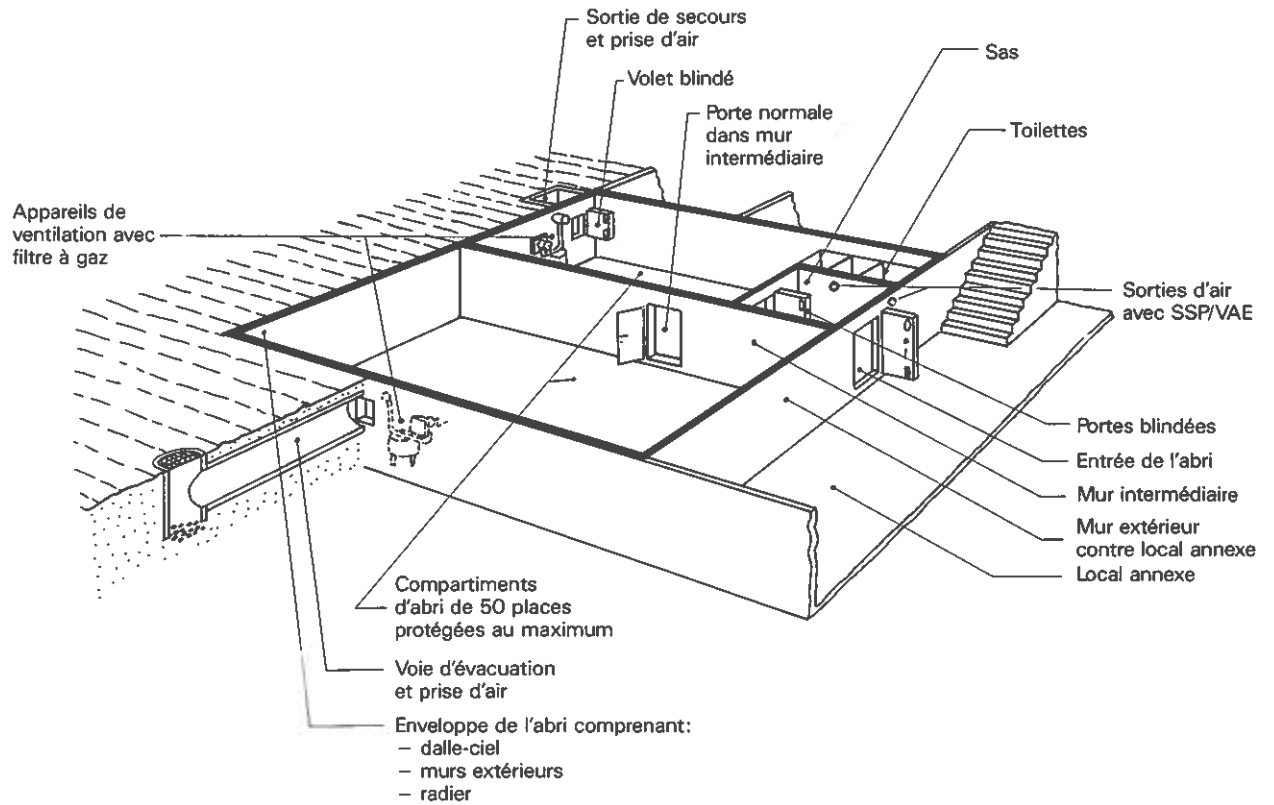 Sortie de secours
et prise d'air
Volet blindé
Porte normale
dans mur
intermédiaire
Sas
Toilettes
Appareils de
ventilation avec
filtre à gaz
Sorties d'air
avec SSP/VAE
Portes blindées
Entrée de l'abri
Mur intermédiaire
Mur extérieur
contre local annexe
Local annexe
Compartiments
d'abri de 50 places
protégées au maximum
Voie d'évacuation
et prise d'air
Enveloppe de l'abri comprenant:
– dalle-ciel
– murs extérieurs
– radier